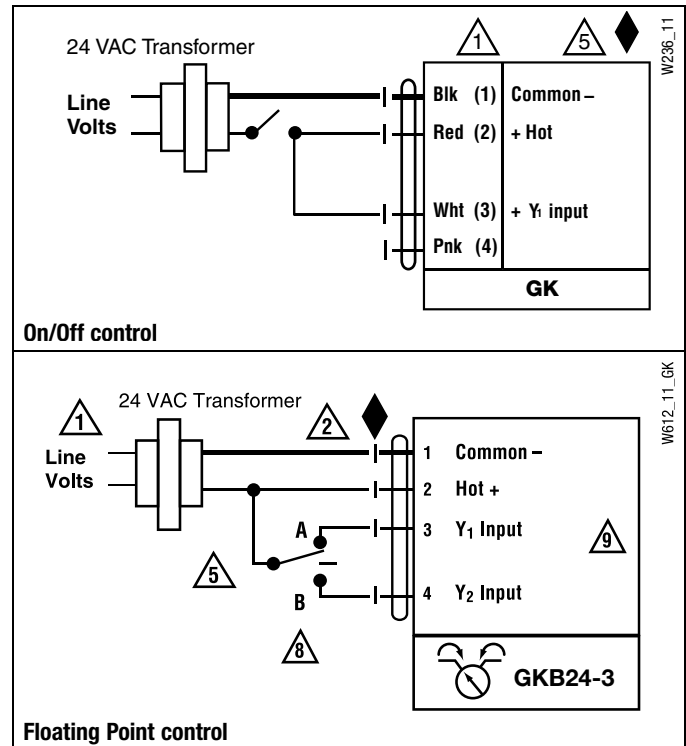 24 VAC Transformer
1
5
W236_11
Line
Volts
Blk (1) Common –
Red (2) + Hot
Wht (3) + Y1 input
Pnk (4)
GK
On/Off control
24 VAC Transformer
1
2
W612_11_GK
Line
Volts
1 Common –
2 Hot +
A
3 Y1 Input
9
5
B
4 Y2 Input
8
GKB24-3
Floating Point control